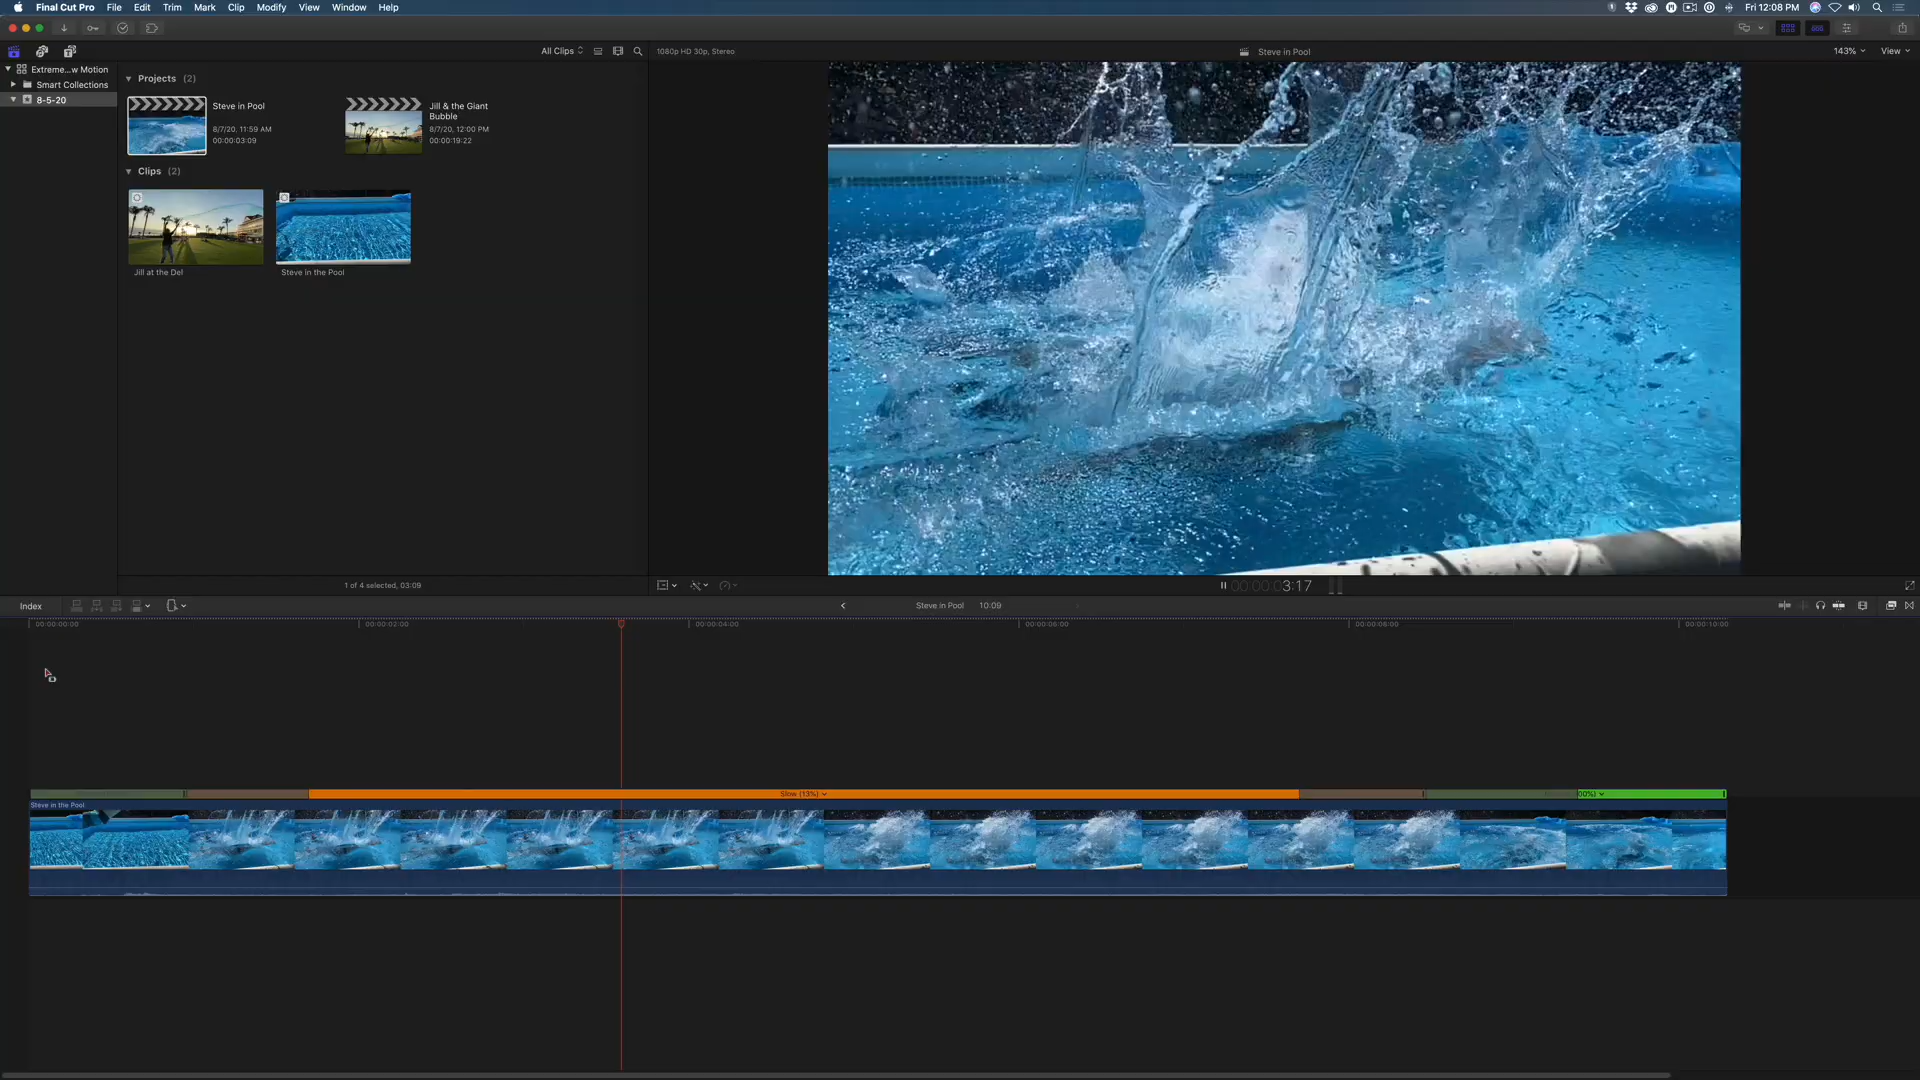 Final Cut Pro File Edit Trim Mark Clip Modify View Window Help
Fri 12:08 PM
All Clips
1080p HD 30p, Stereo
Steve in Pool
143%
View
Extreme...w Motion
Smart Collections
8-5-20
Projects (2)
Steve in Pool
8/7/20, 11:59 AM
00:00:03:09
Jill & the Giant
Bubble
8/7/20, 12:00 PM
00:00:19:22
Clips (2)
Jill at the Del
Steve in the Pool
1 of 4 selected, 03:09
00:00:03:17
Index
Steve in Pool 10:09
00:00:00:00
00:00:02:00
00:00:04:00
00:00:06:00
00:00:08:00
00:00:10:00
Slow (13%)
00%)
Steve in the Pool